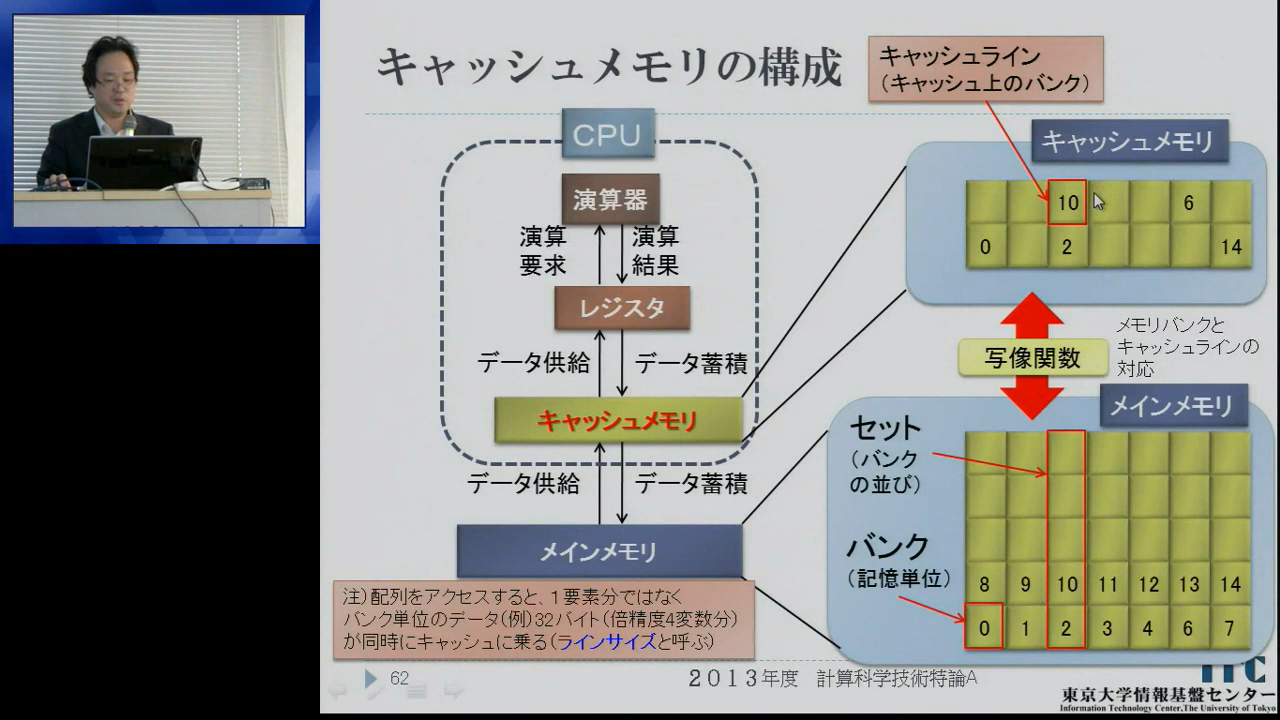 キャッシュメモリの構成
キャッシュライン
（キャッシュ上のバンク）
CPU
演算器
演算
要求
演算
結果
レジスタ
データ供給
データ蓄積
キャッシュメモリ
データ供給
データ蓄積
メインメモリ
注）配列をアクセスすると、１要素分ではなく
バンク単位のデータ（例）32バイト（倍精度4変数分）
が同時にキャッシュに乗る（ラインサイズと呼ぶ）
キャッシュメモリ
10 6
0 2 14
写像関数
メモリバンクと
キャッシュラインの
対応
メインメモリ
セット
（バンク
の並び）
バンク
（記憶単位）
8 9 10 11 12 13 14
0 1 2 3 4 6 7
62
２０１３年度 計算科学技術特論A
ITC
東京大学情報基盤センター
Information Technology Center,The University of Tokyo